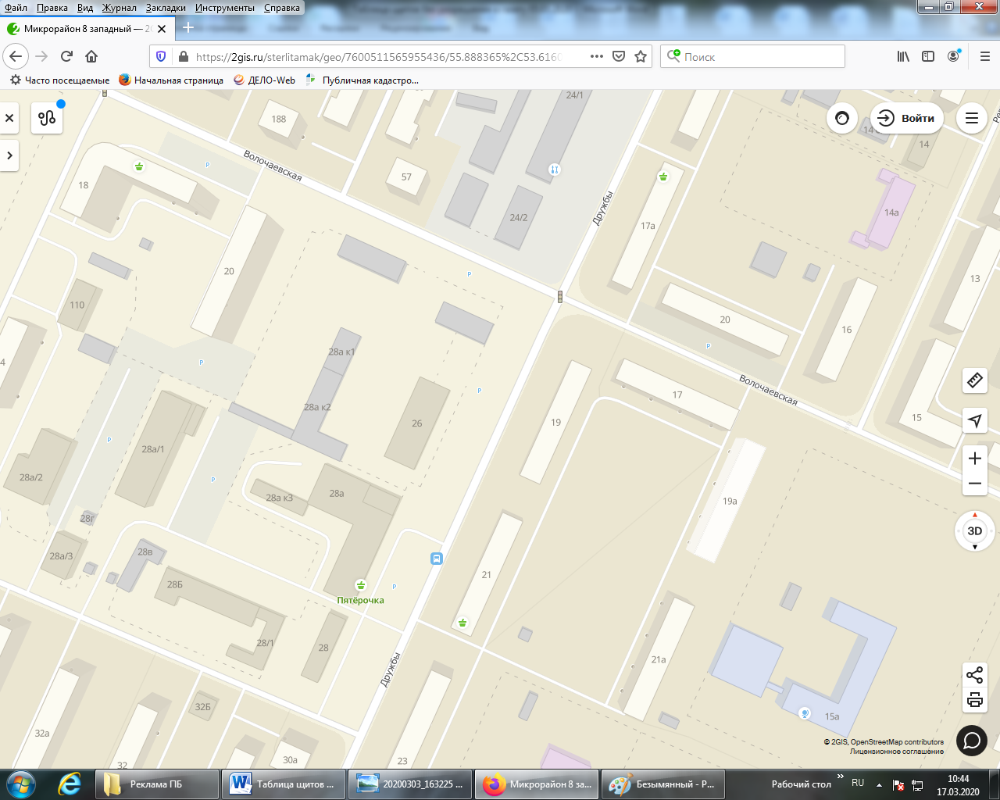 Файл Правка Вид Журнал Закладки Инструменты Справка
Микрорайон 8 западный — 2
https://2gis.ru/sterlitamak/geo/7600511565955436/55.888365%2C53.6160
Поиск
Часто посещаемые Начальная страница ДЕЛО-Web Публичная кадастро...
24/1
188
14
Войти
14
18
P
Волочаевская
57
24/2
Дружбы
17а
14а
20
P
13
110
20
16
4
P
28а к1
P
Волочаевская
28а к2
P
17
15
P
28а/1
26
19
28а/2
P
28а к3
28а
19а
3D
28г
28а/3
28в
28Б
P
21
Пятёрочка
28/1
28
Дружбы
21а
32Б
15а
32а
32
30а
23
© 2GIS, OpenStreetMap contributors
Лицензионное соглашение
Реклама ПБ
Таблица щитов ...
20200303_163225 ...
Микрорайон 8 за...
Безымянный - P...
Рабочий стол
»
RU
10:44
17.03.2020